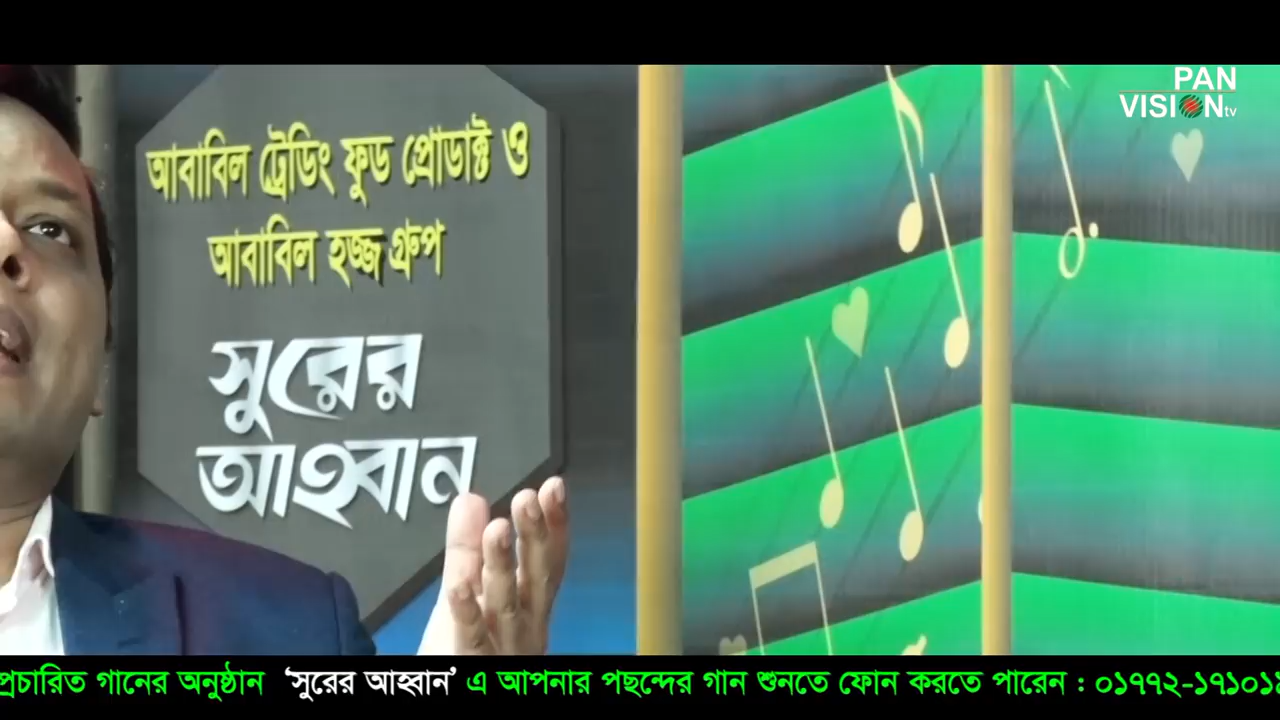 PAN
VISION tv
আবাবিল ট্রেডিং ফুড প্রোডাক্ট ও
আবাবিল হজ্জ গ্রুপ
সুরের
আহবান
প্রচারিত গানের অনুষ্ঠান ‘সুরের আহ্বান’ এ আপনার পছন্দের গান শুনতে ফোন করতে পারেন : ০১৭৭২-১৭১০১